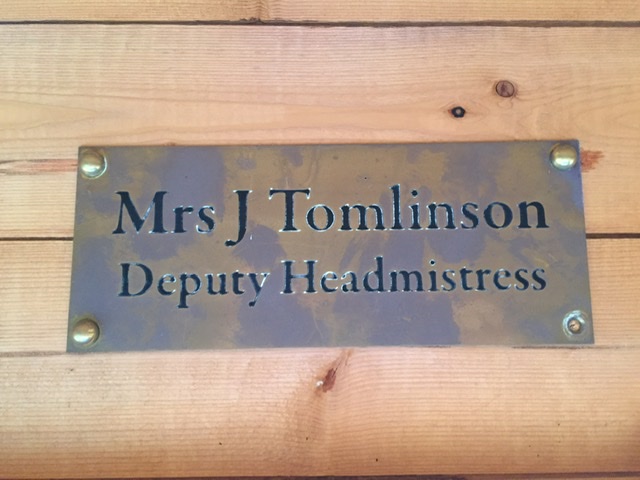 Mrs J Tomlinson
Deputy Headmistress